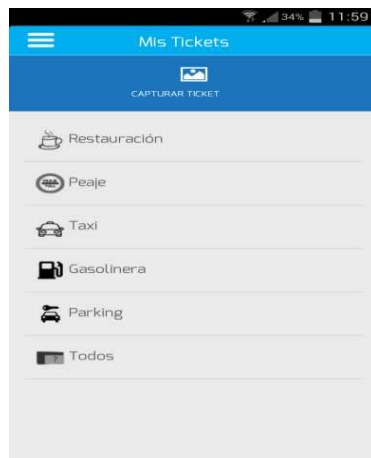 34% 11:59
Mis Tickets
CAPTURAR TICKET
Restauración
Peaje
Taxi
Gasolinera
Parking
Todos